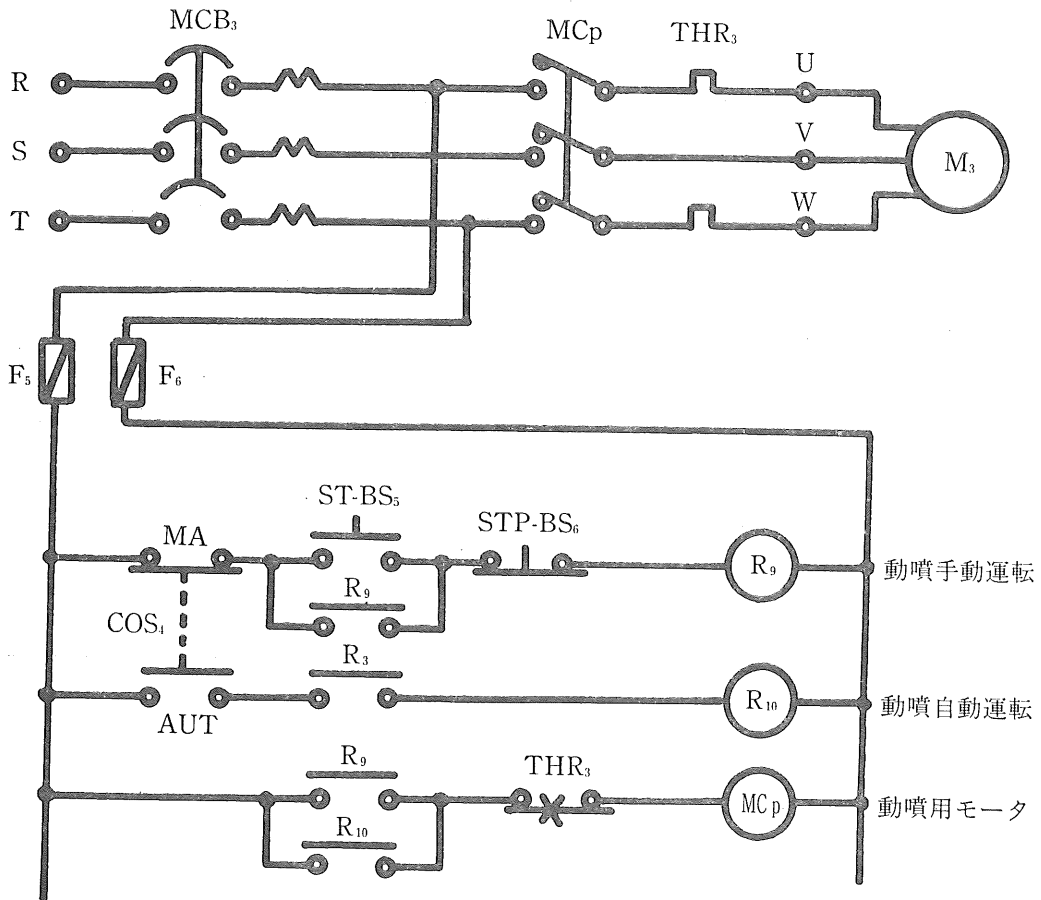 MCB₃
MCp
THR₃
R
U
S
V
M₃
T
W
F₅
F₆
ST-BS₅
STP-BS₆
MA
R₉
動噴手動運転
R₉
COS₄
R₃
R₁₀
動噴自動運転
AUT
R₉
THR₃
MCp
動噴用モータ
R₁₀